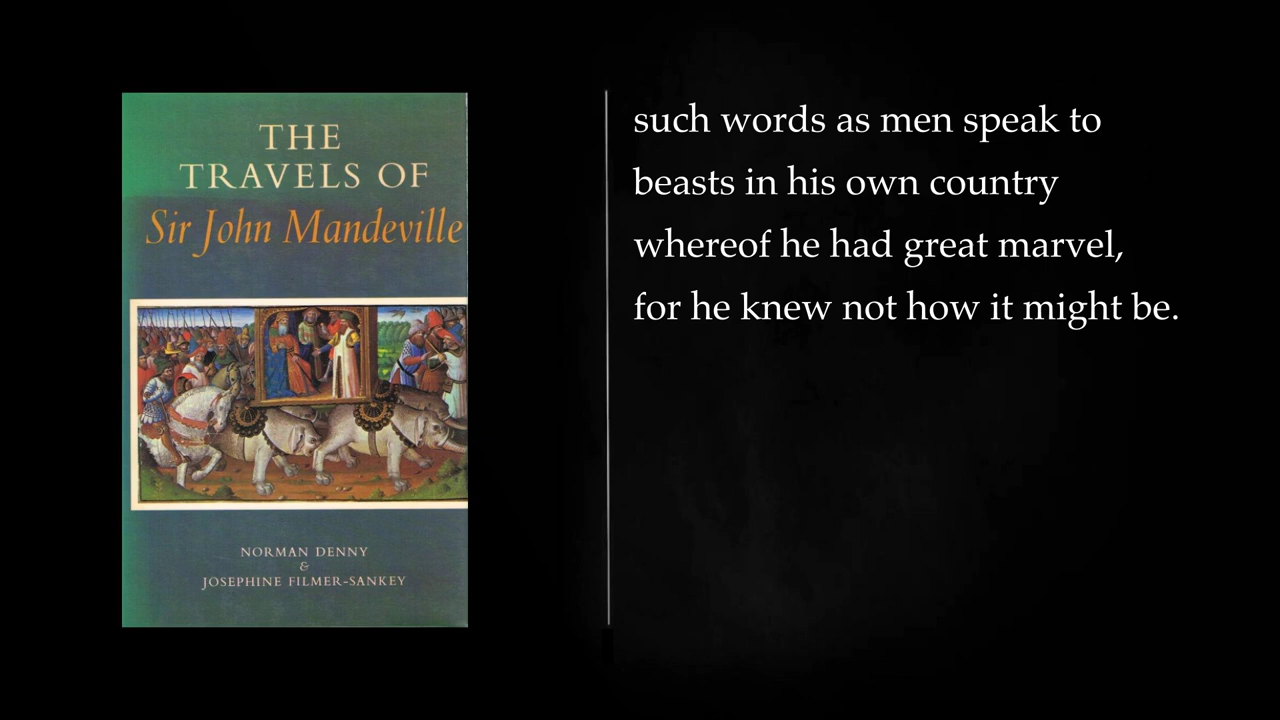 THE
TRAVELS OF
Sir John Mandeville
NORMAN DENNY
&
JOSEPHINE FILMER-SANKEY
such words as men speak to
beasts in his own country
whereof he had great marvel,
for he knew not how it might be.